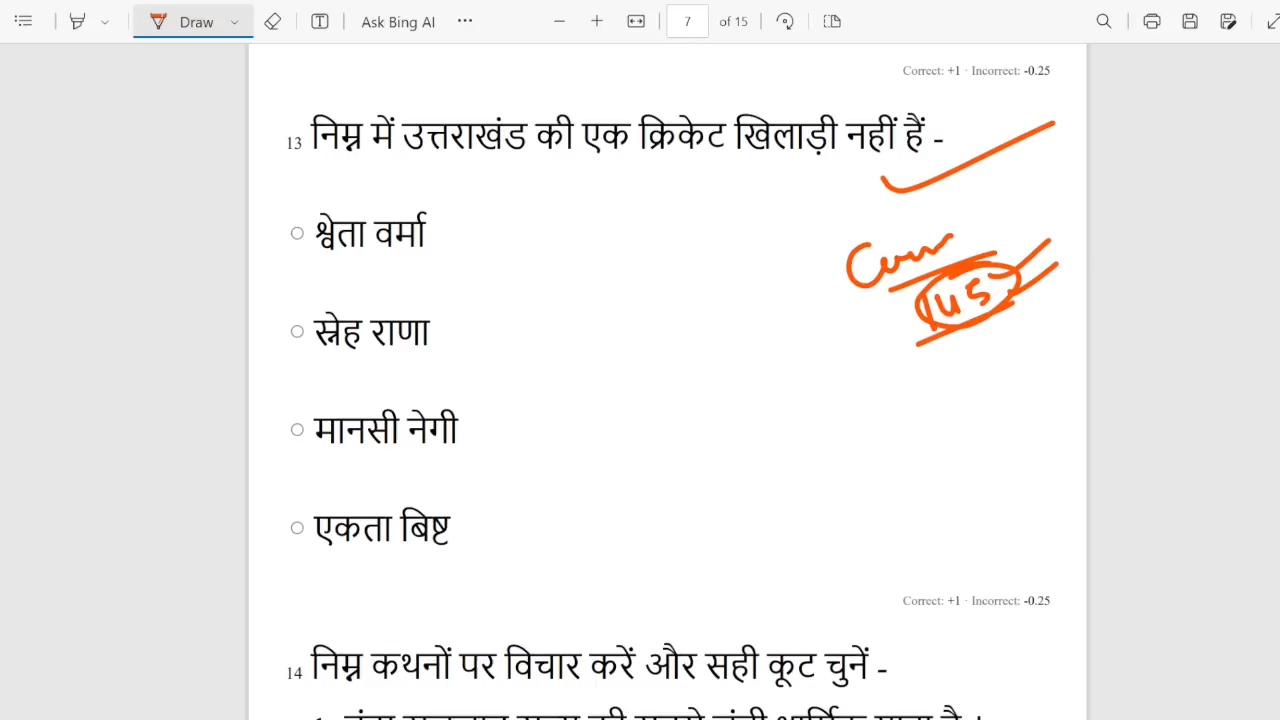 Draw
Ask Bing AI
7 of 15
Correct: +1 · Incorrect: -0.25
13 निम्न में उत्तराखंड की एक क्रिकेट खिलाड़ी नहीं हैं -
श्वेता वर्मा
145
स्नेह राणा
मानसी नेगी
एकता बिष्ट
Correct: +1 · Incorrect: -0.25
14 निम्न कथनों पर विचार करें और सही कूट चुनें -